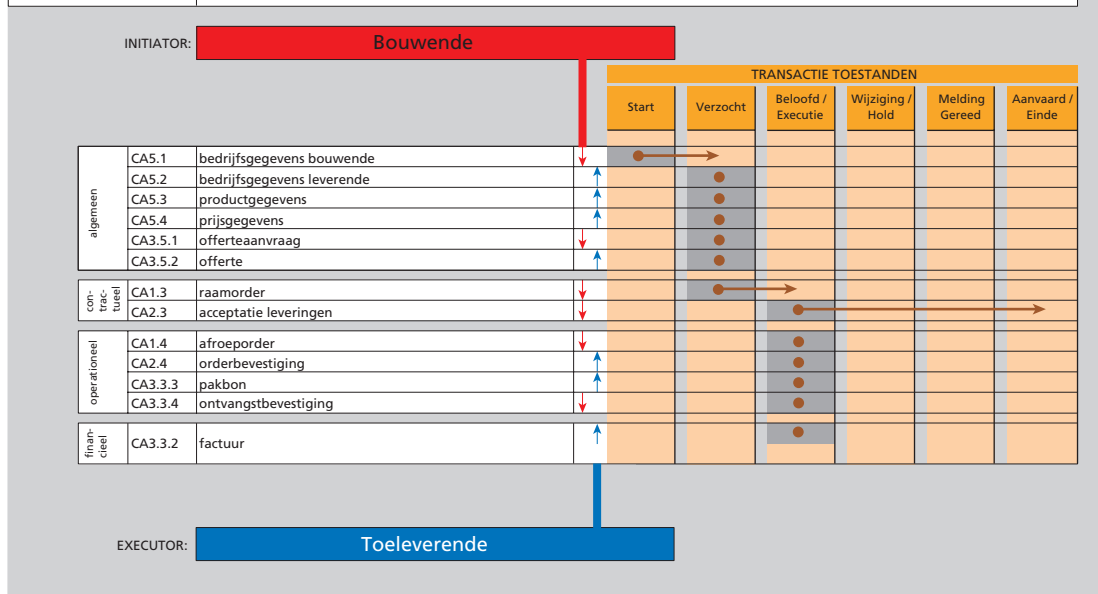 INITIATOR:
Bouwende
TRANSACTIE TOESTANDEN
Start
Verzocht
Beloofd /
Executie
Wijziging /
Hold
Melding
Gereed
Aanvaard /
Einde
algemeen
CA5.1 bedrijfsgegevens bouwende
CA5.2 bedrijfsgegevens leverende
CA5.3 productgegevens
CA5.4 prijsgegevens
CA3.5.1 offerteaanvraag
CA3.5.2 offerte
con-
trac-
tueel
CA1.3 raamorder
CA2.3 acceptatie leveringen
operationeel
CA1.4 afroeporder
CA2.4 orderbevestiging
CA3.3.3 pakbon
CA3.3.4 ontvangstbevestiging
finan-
cieel
CA3.3.2 factuur
EXECUTOR:
Toeleverende